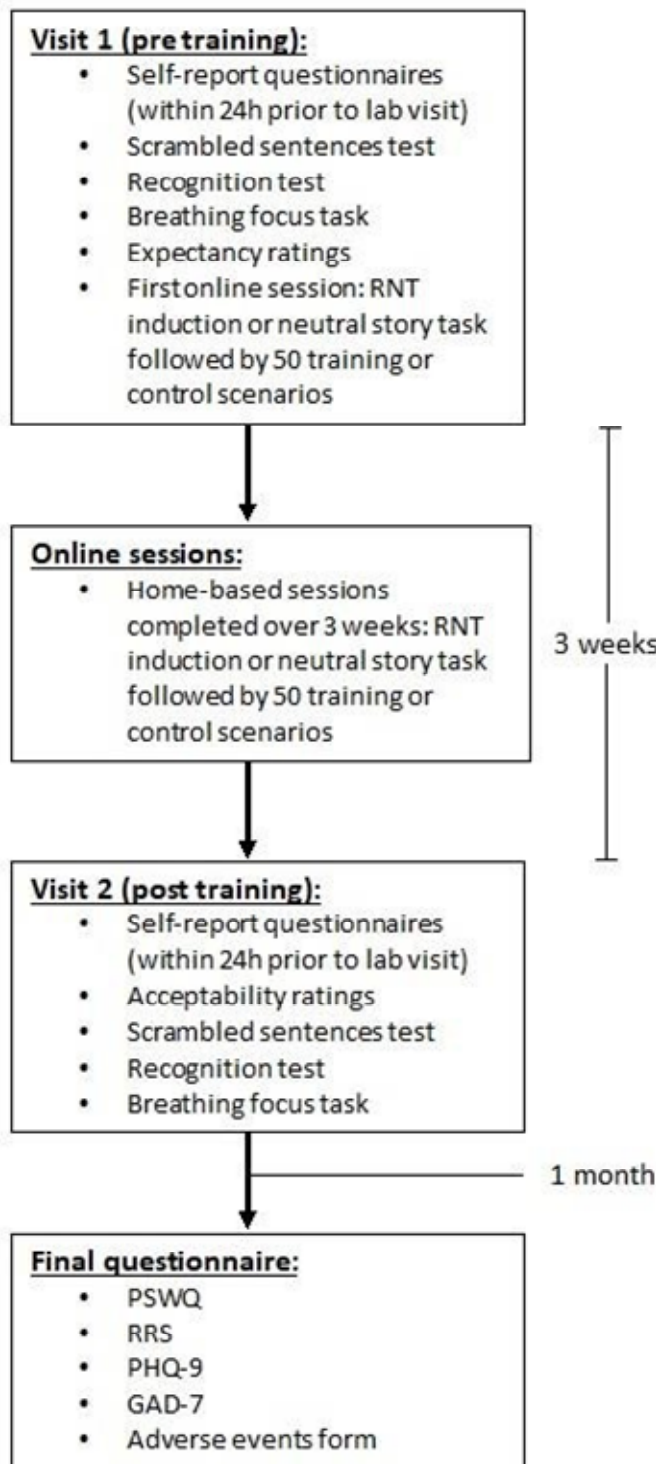 Visit 1 (pre training):
• Self-report questionnaires
(within 24h prior to lab visit)
• Scrambled sentences test
• Recognition test
• Breathing focus task
• Expectancy ratings
• First online session: RNT
induction or neutral story task
followed by 50 training or
control scenarios
Online sessions:
• Home-based sessions
completed over 3 weeks: RNT
induction or neutral story task
followed by 50 training or
control scenarios
3 weeks
Visit 2 (post training):
• Self-report questionnaires
(within 24h prior to lab visit)
• Acceptability ratings
• Scrambled sentences test
• Recognition test
• Breathing focus task
1 month
Final questionnaire:
• PSWQ
• RRS
• PHQ-9
• GAD-7
• Adverse events form